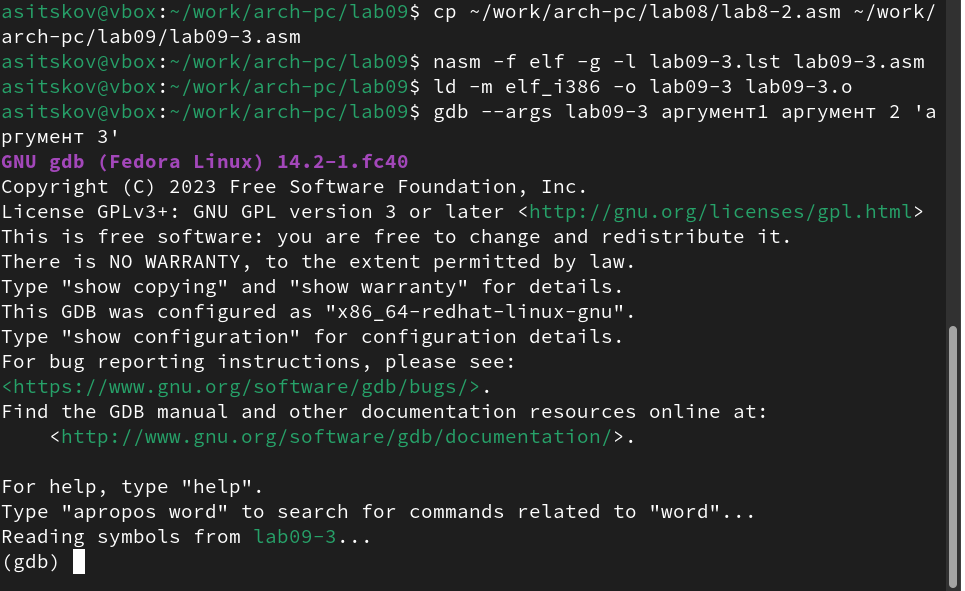 asitskov@vbox:~/work/arch-pc/lab09$ cp ~/work/arch-pc/lab08/lab8-2.asm ~/work/
arch-pc/lab09/lab09-3.asm
asitskov@vbox:~/work/arch-pc/lab09$ nasm -f elf -g -l lab09-3.lst lab09-3.asm
asitskov@vbox:~/work/arch-pc/lab09$ ld -m elf_i386 -o lab09-3 lab09-3.o
asitskov@vbox:~/work/arch-pc/lab09$ gdb --args lab09-3 аргумент1 аргумент 2 'а
ргумент 3'
GNU gdb (Fedora Linux) 14.2-1.fc40
Copyright (C) 2023 Free Software Foundation, Inc.
License GPLv3+: GNU GPL version 3 or later <http://gnu.org/licenses/gpl.html>
This is free software: you are free to change and redistribute it.
There is NO WARRANTY, to the extent permitted by law.
Type "show copying" and "show warranty" for details.
This GDB was configured as "x86_64-redhat-linux-gnu".
Type "show configuration" for configuration details.
For bug reporting instructions, please see:
<https://www.gnu.org/software/gdb/bugs/>.
Find the GDB manual and other documentation resources online at:
    <http://www.gnu.org/software/gdb/documentation/>.

For help, type "help".
Type "apropos word" to search for commands related to "word"...
Reading symbols from lab09-3...
(gdb)